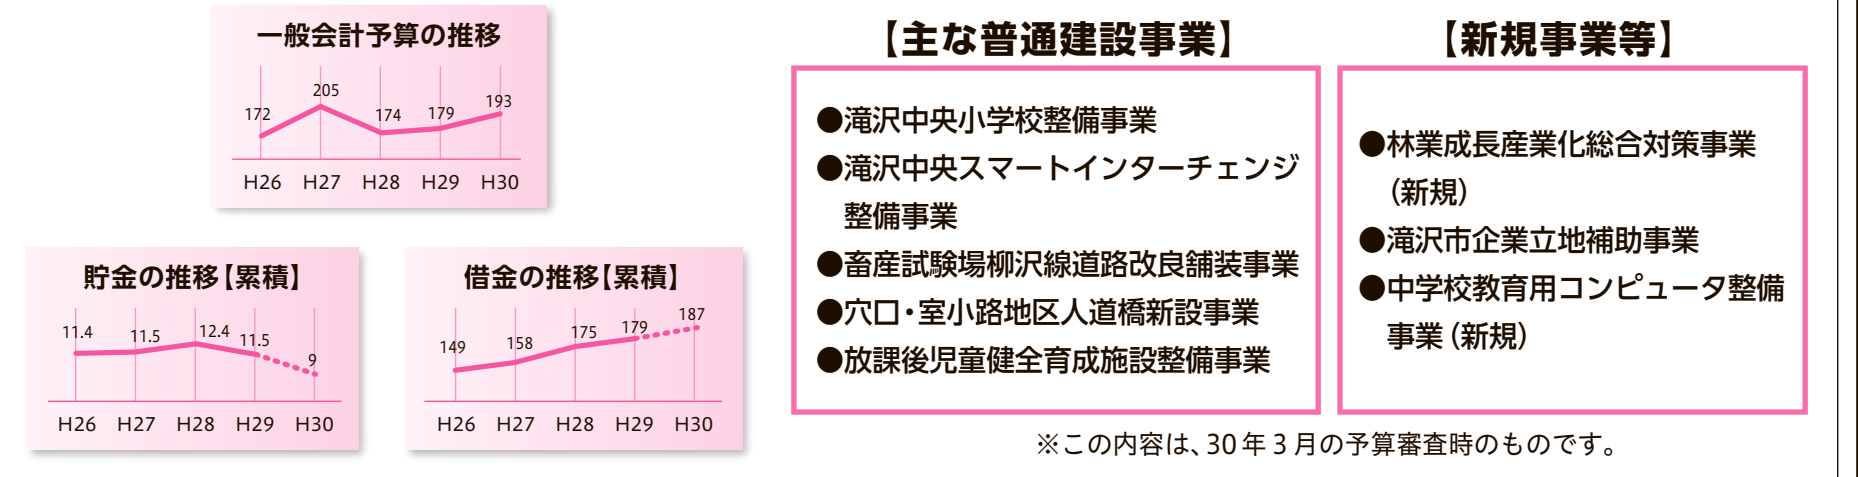 一般会計予算の推移
172 205 174 179 193
H26 H27 H28 H29 H30
貯金の推移【累積】
11.4 11.5 12.4 11.5 9
H26 H27 H28 H29 H30
借金の推移【累積】
149 158 175 179 187
H26 H27 H28 H29 H30
【主な普通建設事業】
●滝沢中央小学校整備事業
●滝沢中央スマートインターチェンジ
整備事業
●畜産試験場柳沢線道路改良舗装事業
●穴口・室小路地区人道橋新設事業
●放課後児童健全育成施設整備事業
【新規事業等】
●林業成長産業化総合対策事業
（新規）
●滝沢市企業立地補助事業
●中学校教育用コンピュータ整備
事業（新規）
※この内容は、30年3月の予算審査時のものです。